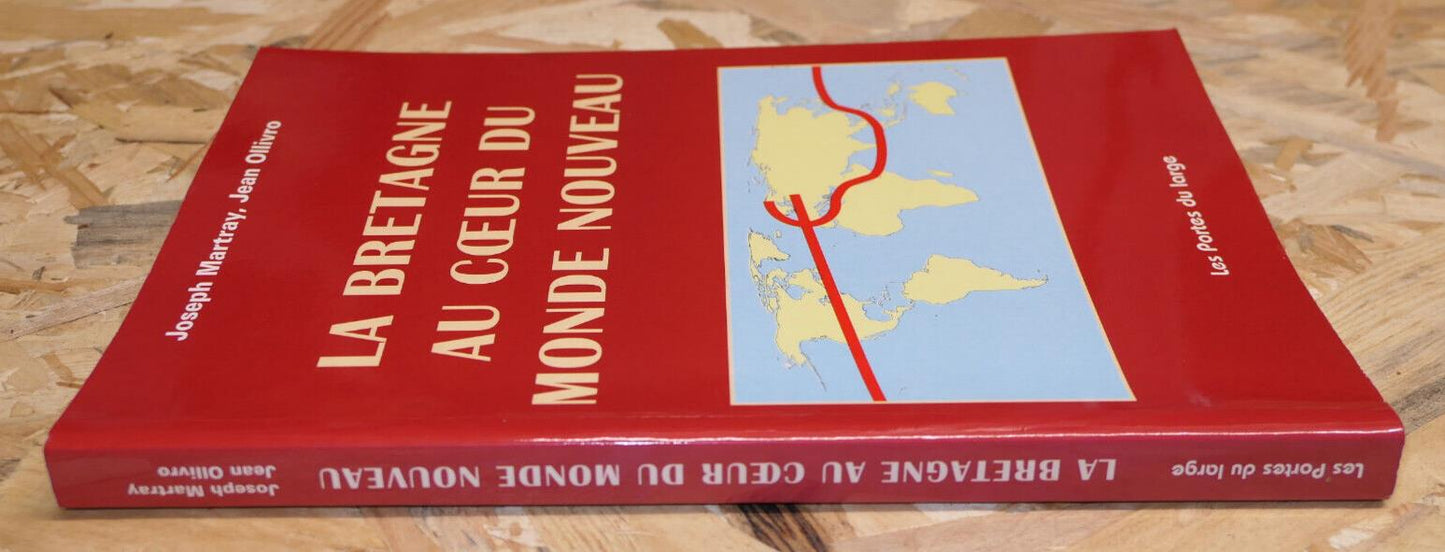 Joseph Martray, Jean Ollivro
LA BRETAGNE
AU CŒUR DU
MONDE NOUVEAU
Les Portes du large
Joseph Martray
Jean Ollivro
LA BRETAGNE AU CŒUR DU MONDE NOUVEAU
Les Portes du large